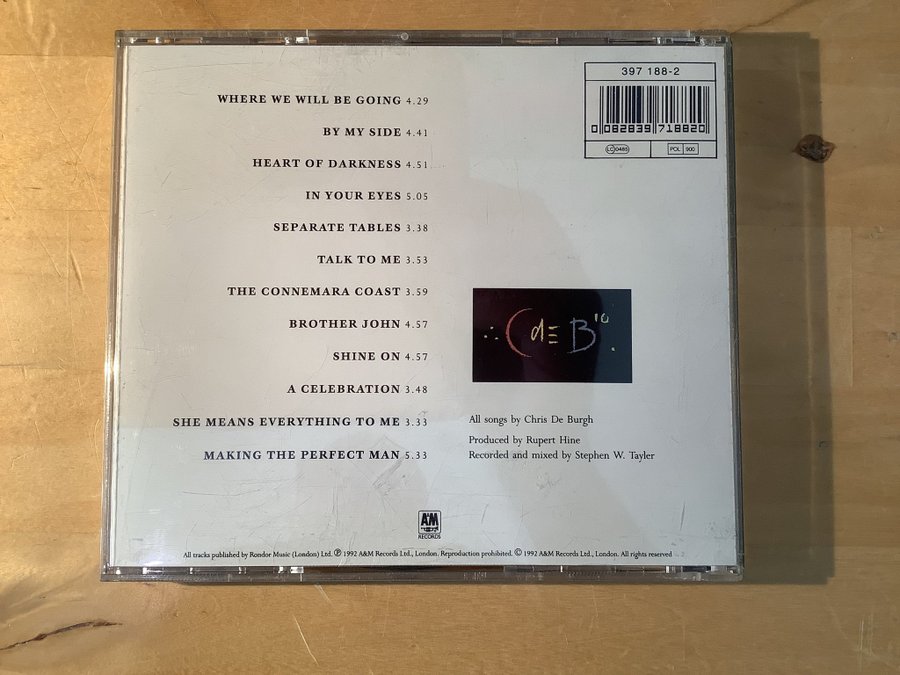 397 188-2
0 082839 718820
LC 0485
POL 900
WHERE WE WILL BE GOING 4.29
BY MY SIDE 4.41
HEART OF DARKNESS 4.51
IN YOUR EYES 5.05
SEPARATE TABLES 3.38
TALK TO ME 3.53
THE CONNEMARA COAST 3.59
BROTHER JOHN 4.57
SHINE ON 4.57
A CELEBRATION 3.48
SHE MEANS EVERYTHING TO ME 3.33
MAKING THE PERFECT MAN 5.33
CdE B '10
All songs by Chris De Burgh
Produced by Rupert Hine
Recorded and mixed by Stephen W. Tayler
A&M
RECORDS
All tracks published by Rondor Music (London) Ltd. ℗ 1992 A&M Records Ltd., London. Reproduction prohibited. © 1992 A&M Records Ltd., London. All rights reserved